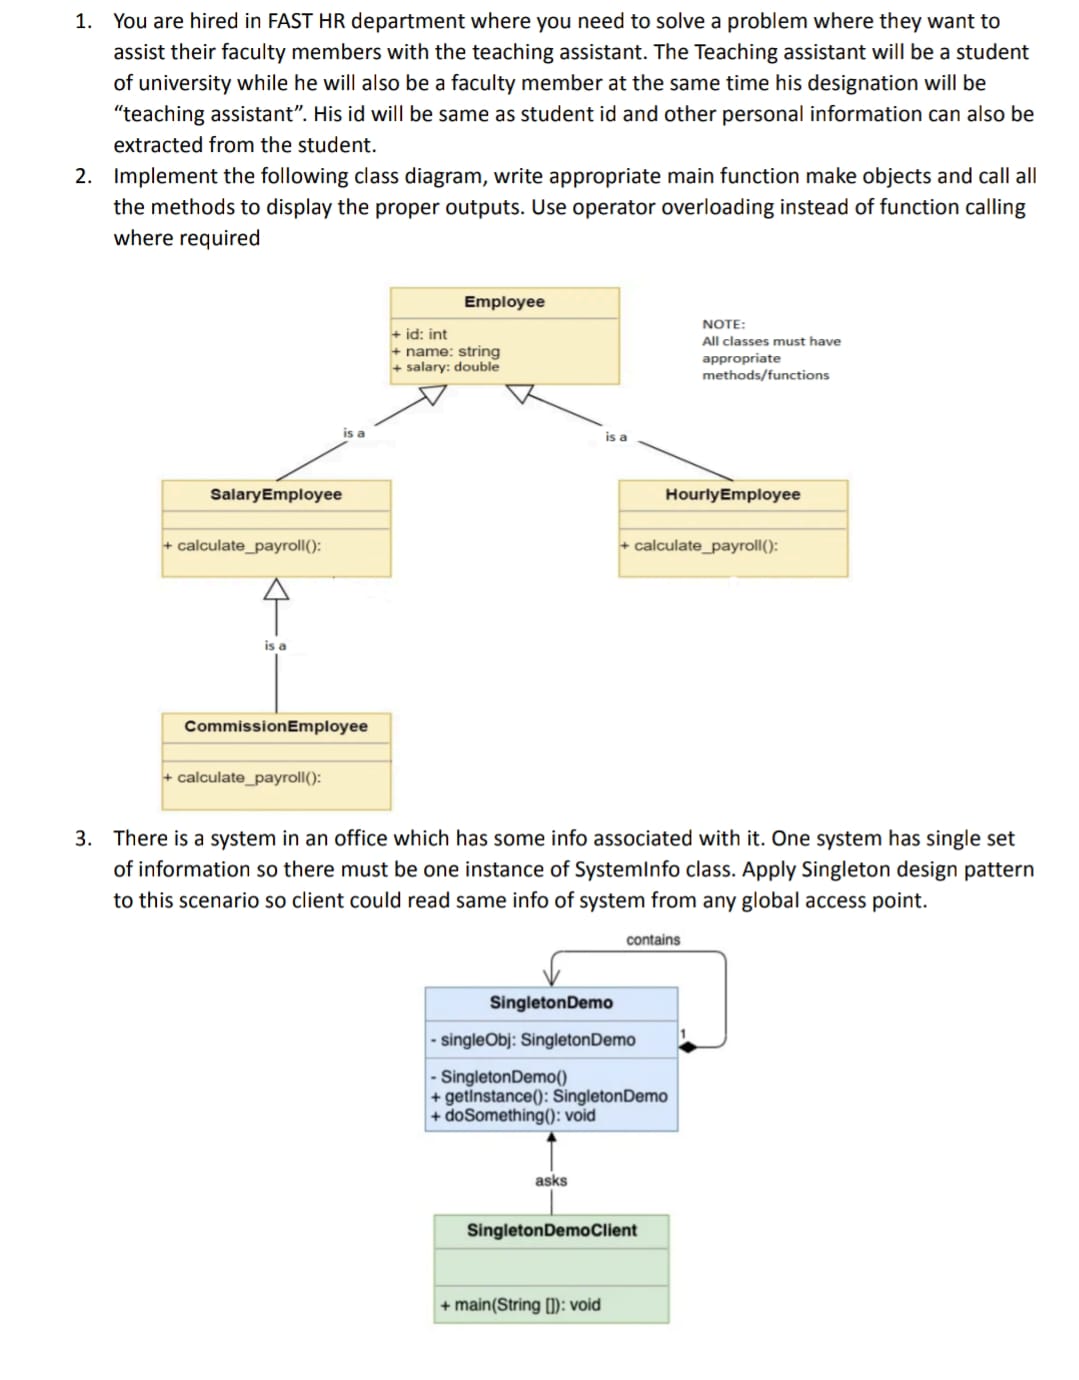 1. You are hired in FAST HR department where you need to solve a problem where they want to
assist their faculty members with the teaching assistant. The Teaching assistant will be a student
of university while he will also be a faculty member at the same time his designation will be
“teaching assistant”. His id will be same as student id and other personal information can also be
extracted from the student.
2. Implement the following class diagram, write appropriate main function make objects and call all
the methods to display the proper outputs. Use operator overloading instead of function calling
where required
Employee
+ id: int
+ name: string
+ salary: double
NOTE:
All classes must have
appropriate
methods/functions
is a
is a
SalaryEmployee
+ calculate_payroll():
HourlyEmployee
+ calculate_payroll():
is a
CommissionEmployee
+ calculate_payroll():
3. There is a system in an office which has some info associated with it. One system has single set
of information so there must be one instance of SystemInfo class. Apply Singleton design pattern
to this scenario so client could read same info of system from any global access point.
contains
SingletonDemo
- singleObj: SingletonDemo
1
- SingletonDemo()
+ getInstance(): SingletonDemo
+ doSomething(): void
asks
SingletonDemoClient
+ main(String []): void